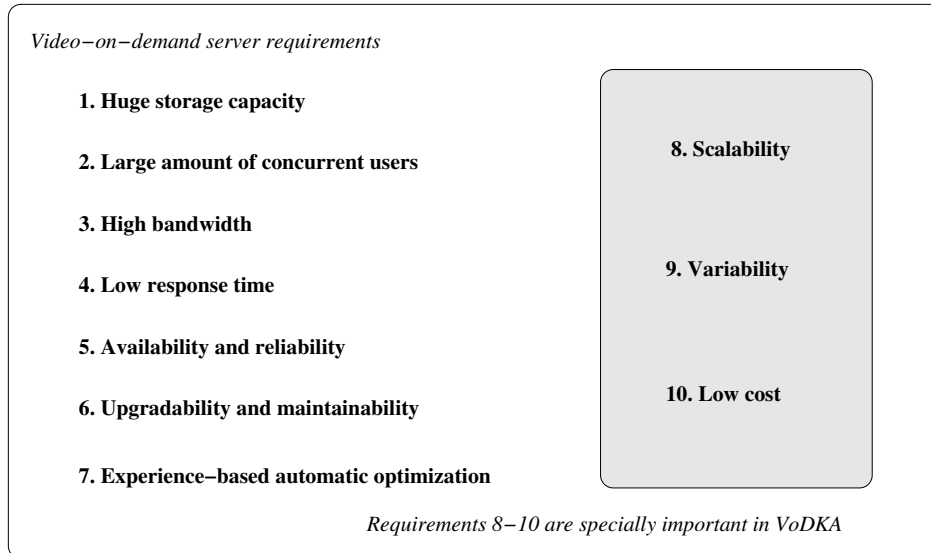 Video−on−demand server requirements
1. Huge storage capacity
2. Large amount of concurrent users
3. High bandwidth
4. Low response time
5. Availability and reliability
6. Upgradability and maintainability
7. Experience−based automatic optimization
8. Scalability
9. Variability
10. Low cost
Requirements 8−10 are specially important in VoDKA